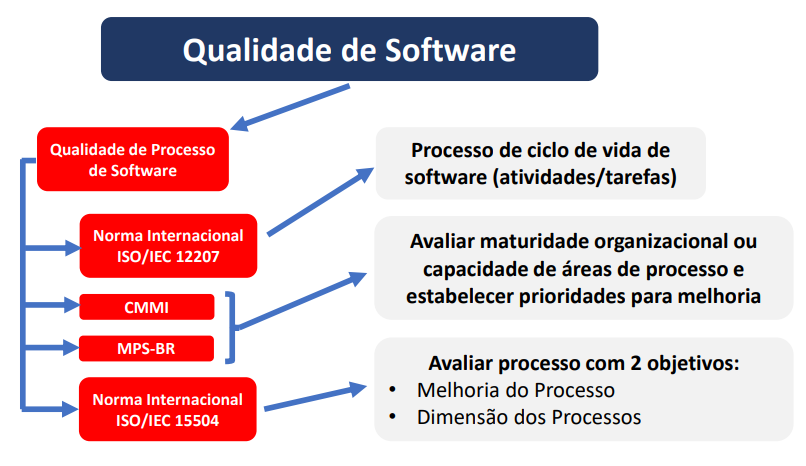 Qualidade de Software
Qualidade de Processo
de Software
Processo de ciclo de vida de
software (atividades/tarefas)
Norma Internacional
ISO/IEC 12207
Avaliar maturidade organizacional ou
capacidade de áreas de processo e
estabelecer prioridades para melhoria
CMMI
MPS-BR
Norma Internacional
ISO/IEC 15504
Avaliar processo com 2 objetivos:
• Melhoria do Processo
• Dimensão dos Processos